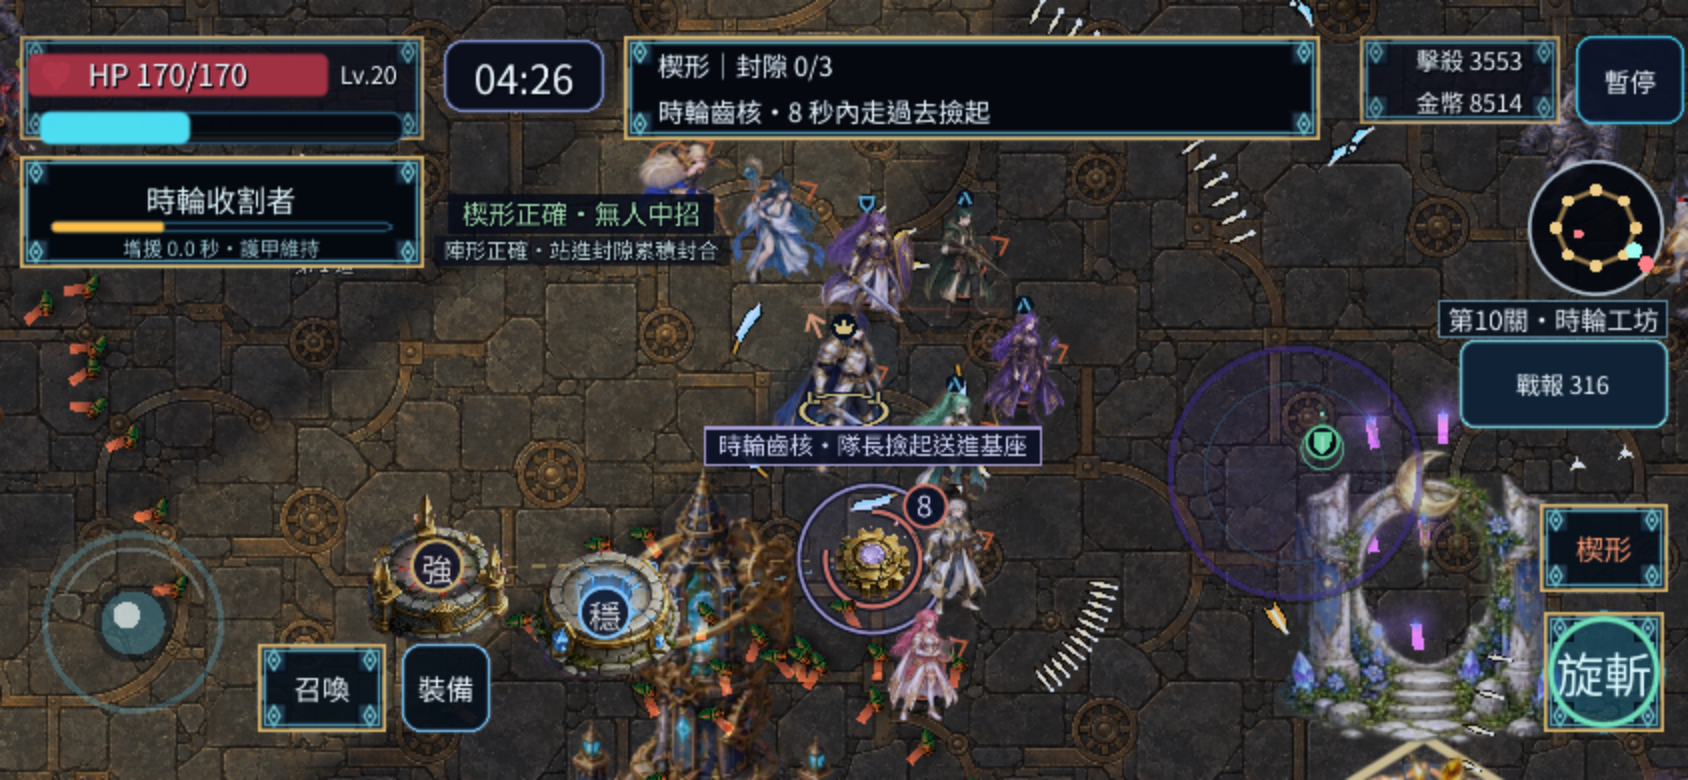 HP 170/170
Lv.20
04:26
楔形｜封隙 0/3
時輪齒核・8 秒內走過去撿起
擊殺 3553
金幣 8514
暫停
時輪收割者
增援 0.0 秒・護甲維持
楔形正確・無人中招
陣形正確・站進封隙累積封合
第10關・時輪工坊
戰報 316
時輪齒核・隊長撿起送進基座
8
強
穩
楔形
召喚
裝備
旋斬